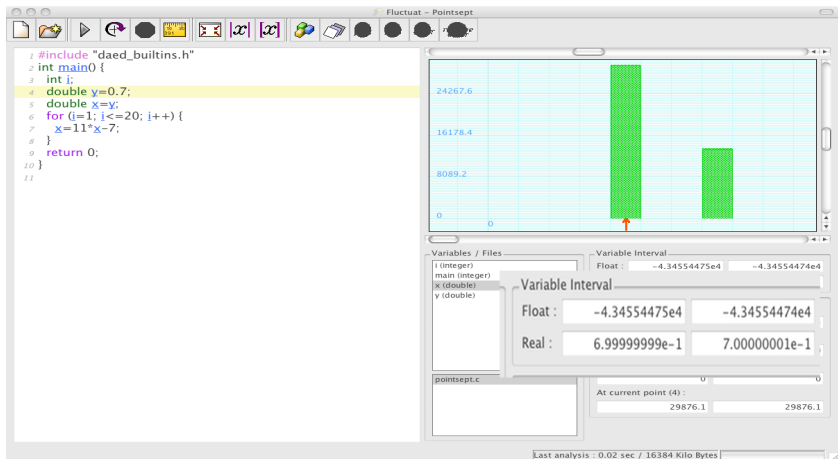 Fluctuat - Pointsept
|x| [x]
1 #include "daed_builtins.h"
2 int main() {
3 int i;
4 double y=0.7;
5 double x=y;
6 for (i=1; i<=20; i++) {
7 x=11*x-7;
8 }
9 return 0;
10 }
11
24267.6
16178.4
8089.2
0
0
Variables / Files
i (integer)
main (integer)
x (double)
y (double)
pointsept.c
Variable Interval
Float : -4.34554475e4 -4.34554474e4
Variable Interval
Float : -4.34554475e4 -4.34554474e4
Real : 6.99999999e-1 7.00000001e-1
0 0
At current point (4) :
29876.1 29876.1
Last analysis : 0.02 sec / 16384 Kilo Bytes